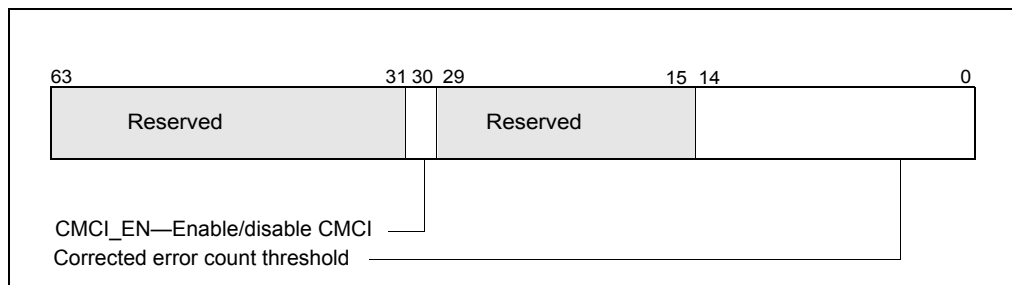 63 31 30 29 15 14 0
Reserved Reserved
CMCI_EN—Enable/disable CMCI
Corrected error count threshold